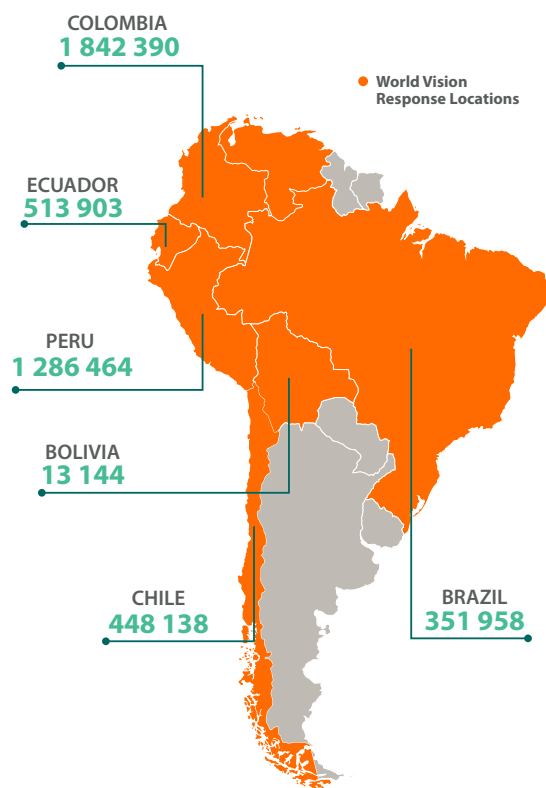 COLOMBIA
1 842 390
World Vision
Response Locations
ECUADOR
513 903
PERU
1 286 464
BOLIVIA
13 144
CHILE
448 138
BRAZIL
351 958